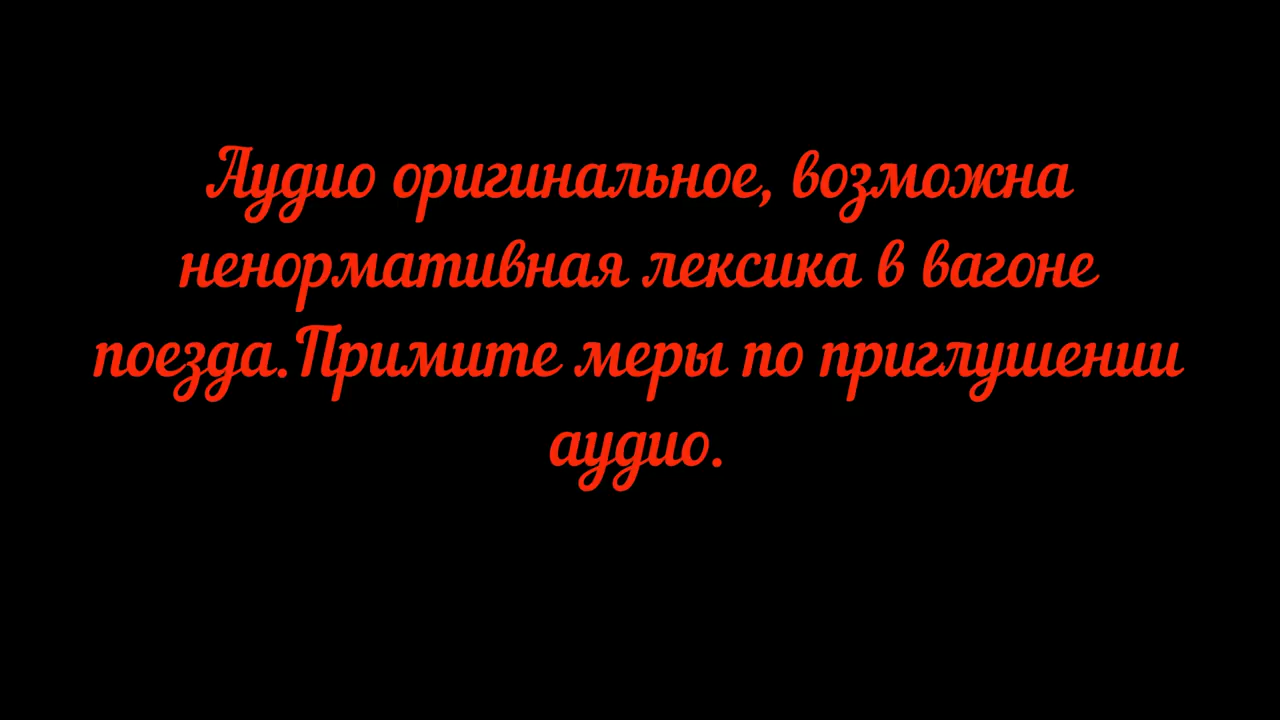 Аудио оригинальное, возможна
ненормативная лексика в вагоне
поезда.Примите меры по приглушении
аудио.